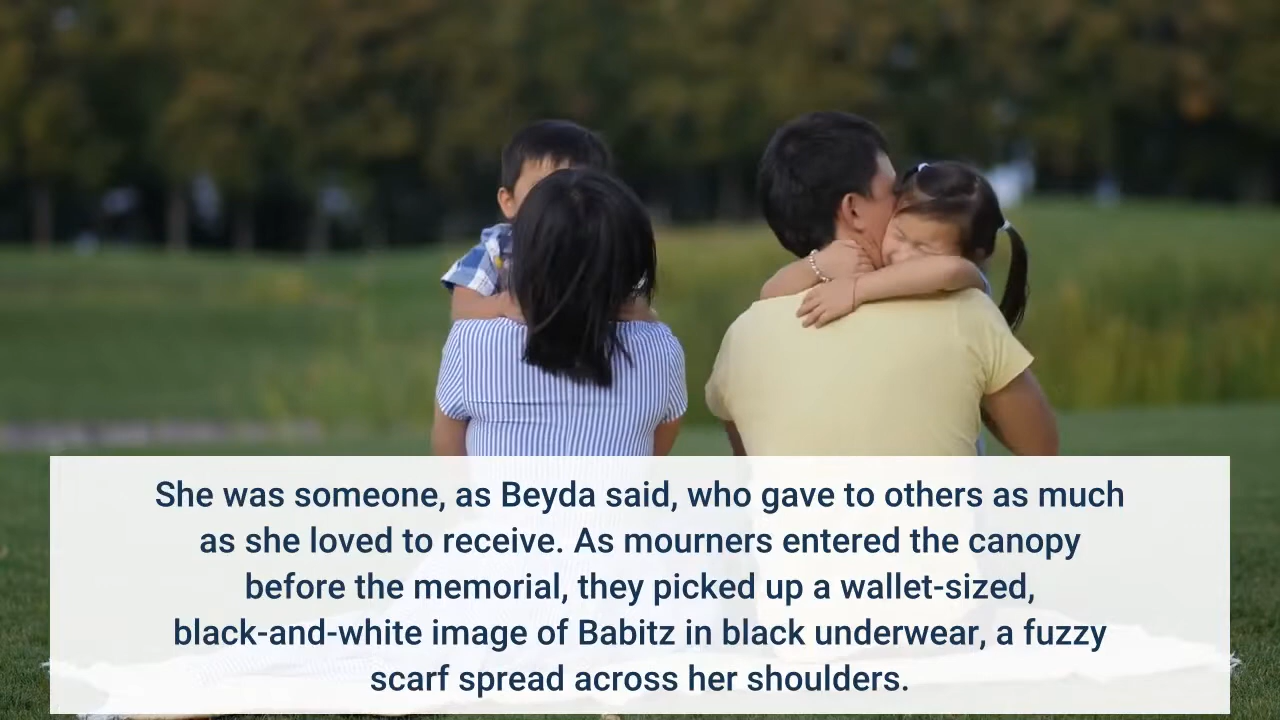 She was someone, as Beyda said, who gave to others as much
as she loved to receive. As mourners entered the canopy
before the memorial, they picked up a wallet-sized,
black-and-white image of Babitz in black underwear, a fuzzy
scarf spread across her shoulders.